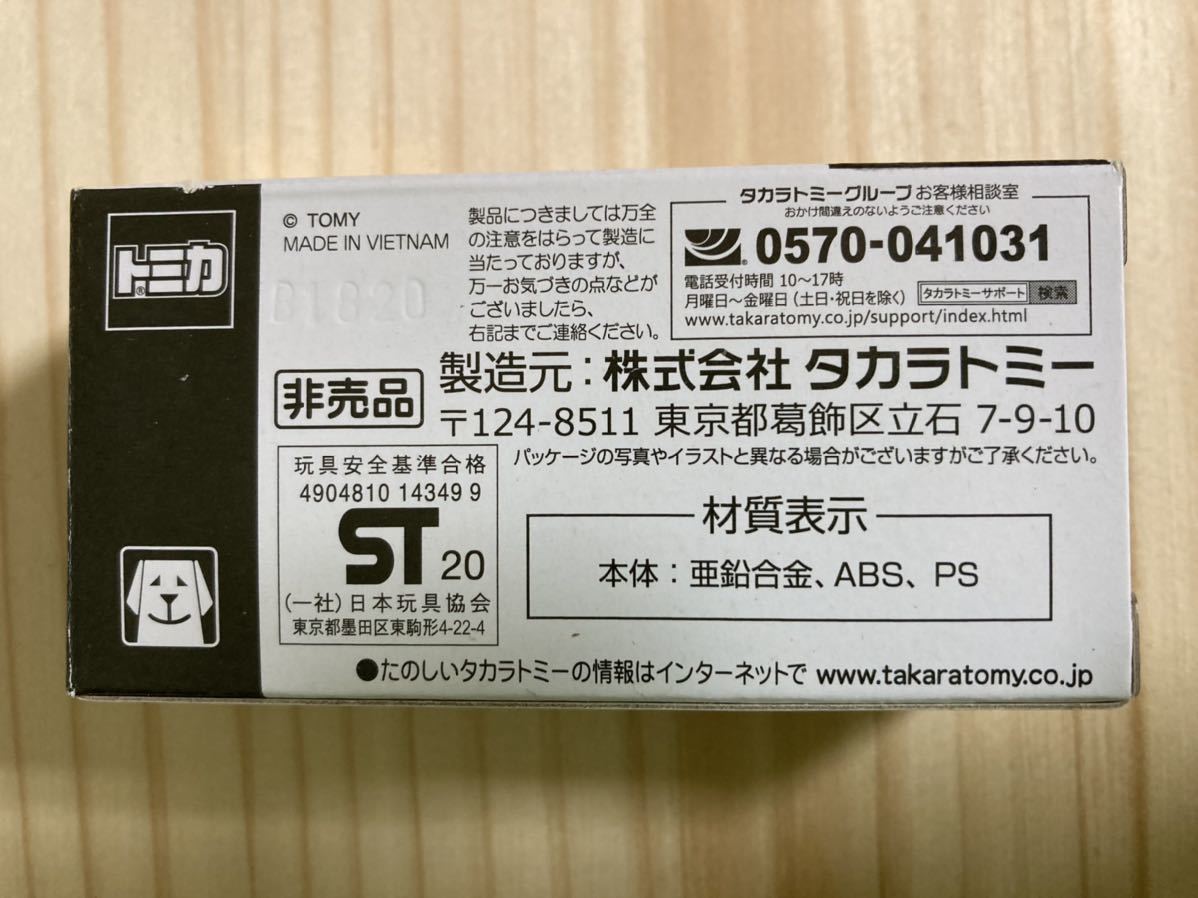 トミカ®
© TOMY
MADE IN VIETNAM
B1820
製品につきましては万全
の注意をはらって製造に
当たっておりますが、
万一お気づきの点などが
ございましたら、
右記までご連絡ください。
タカラトミーグループ お客様相談室
おかけ間違えのないようご注意ください
0570-041031
電話受付時間 10〜17時
月曜日〜金曜日（土日・祝日を除く） タカラトミーサポート 検索
www.takaratomy.co.jp/support/index.html
非売品
製造元：株式会社 タカラトミー
〒124-8511 東京都葛飾区立石 7-9-10
パッケージの写真やイラストと異なる場合がございますがご了承ください。
玩具安全基準合格
4904810 14349 9
ST 20
(一社) 日本玩具協会
東京都墨田区東駒形4-22-4
材質表示
本体：亜鉛合金、ABS、PS
●たのしいタカラトミーの情報はインターネットで www.takaratomy.co.jp